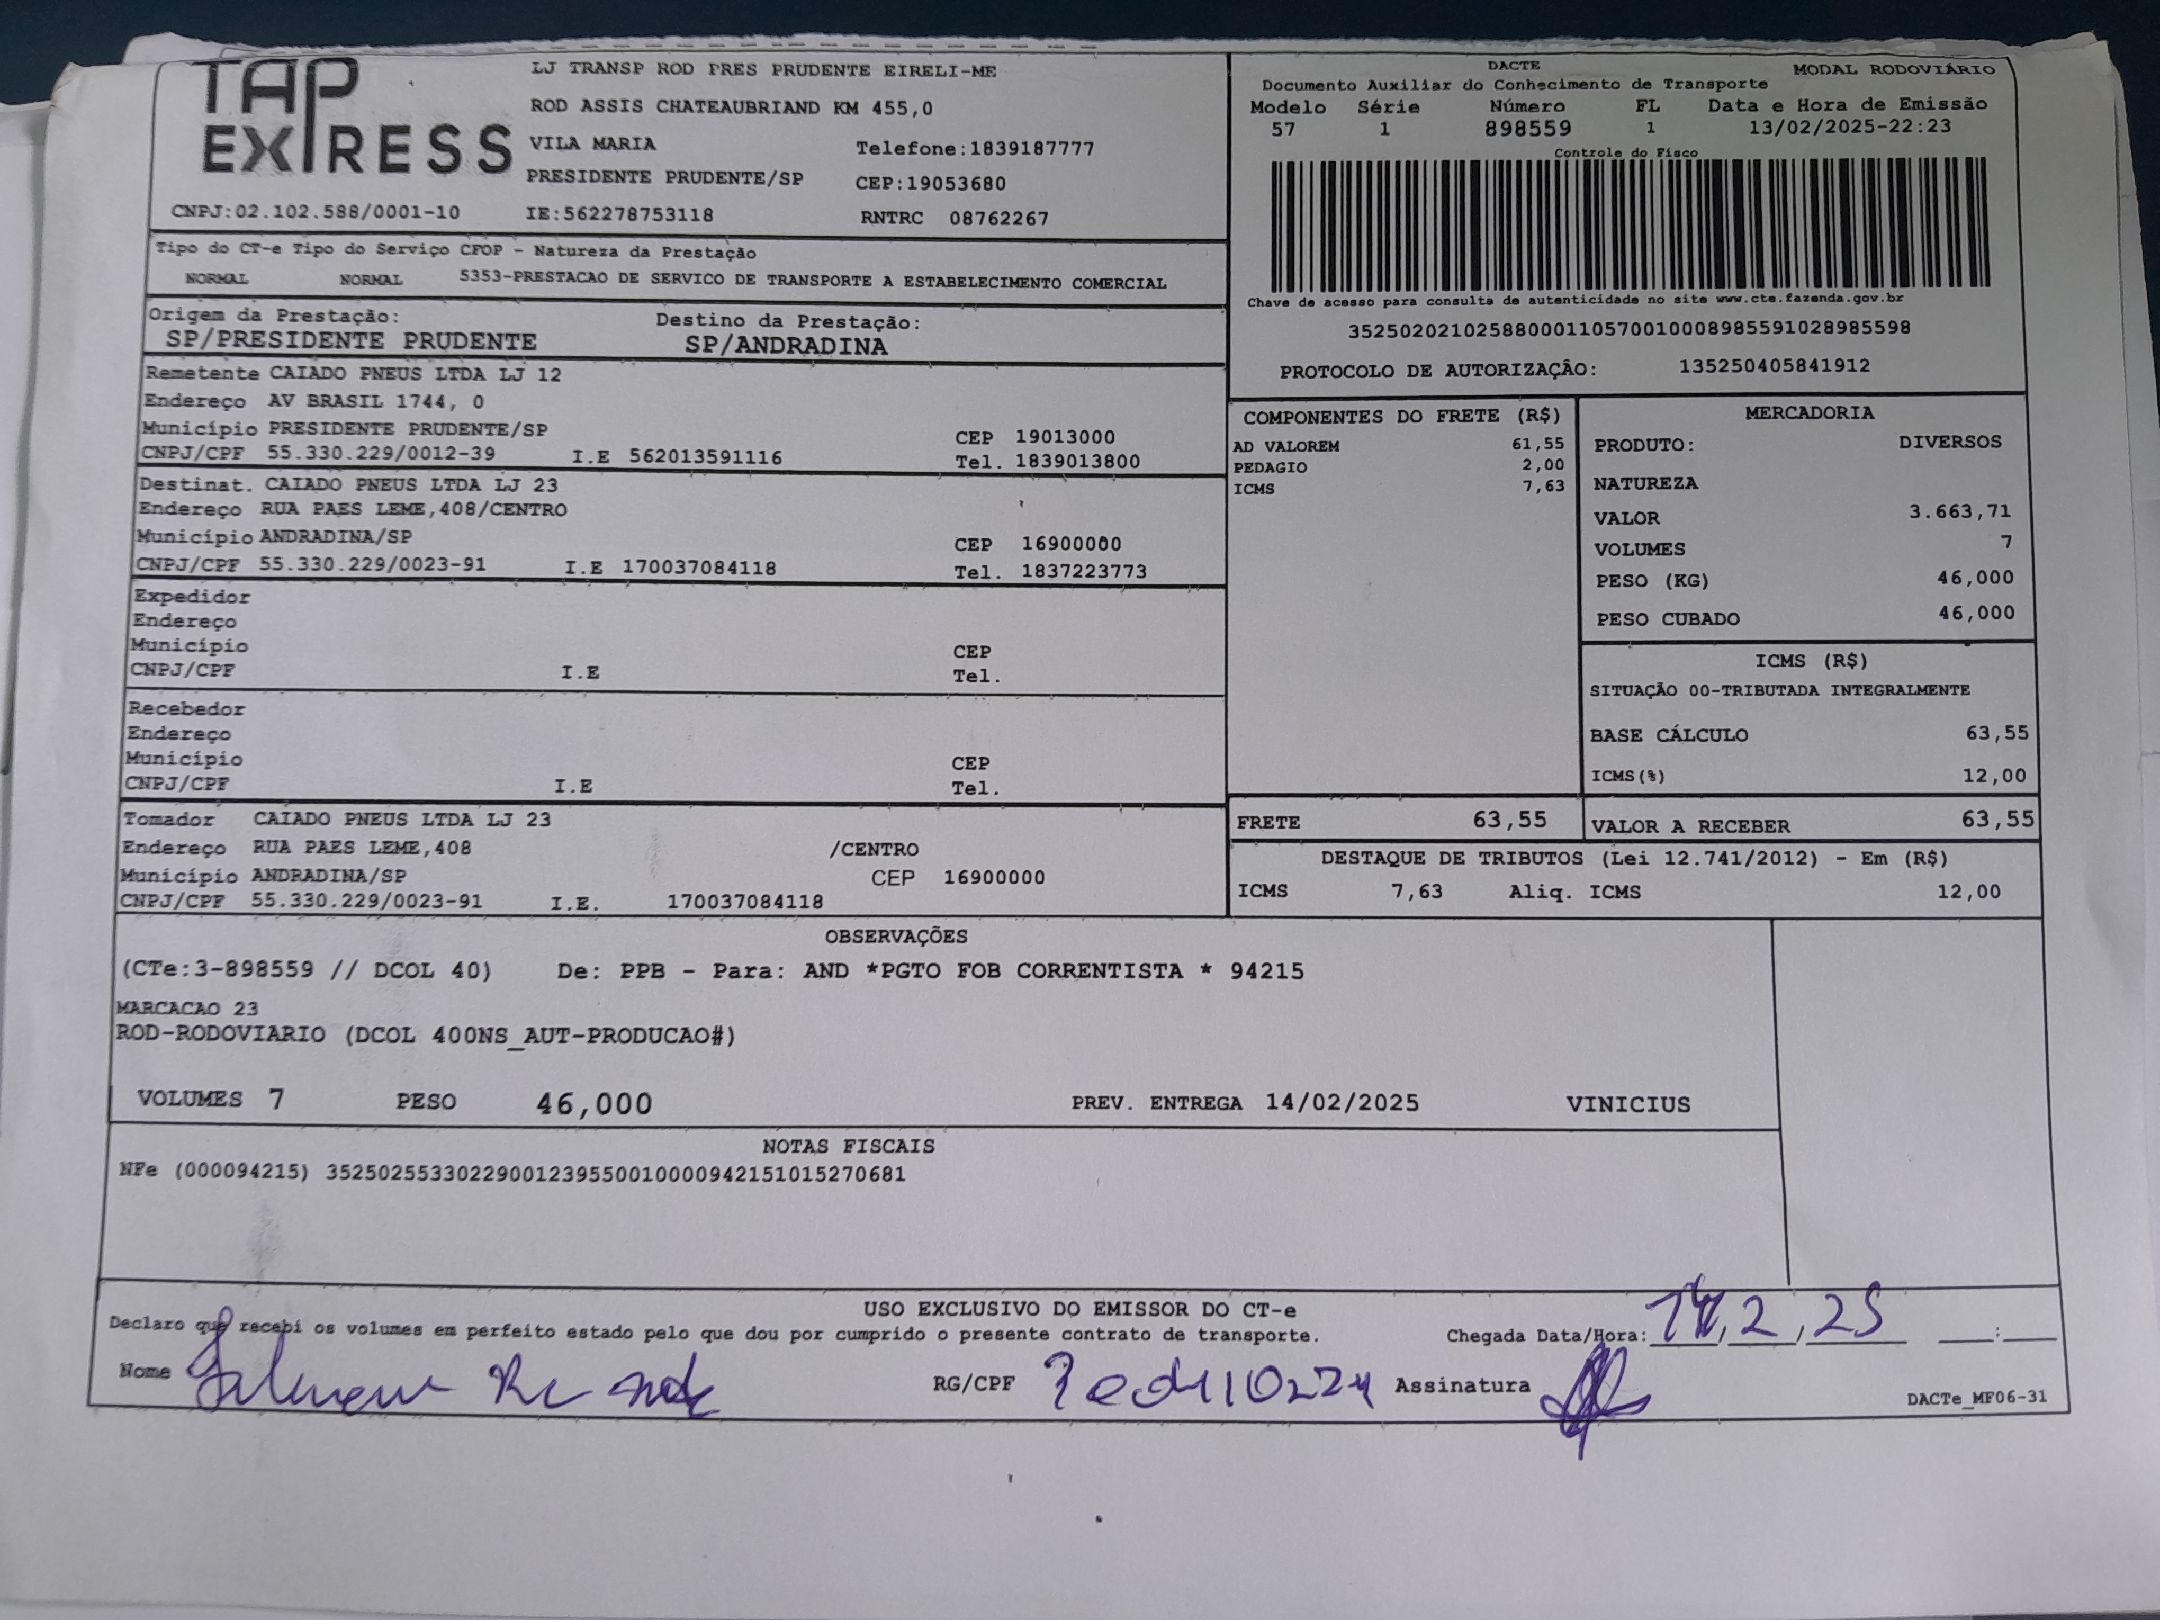 TAP EXPRESS
LJ TRANSP ROD PRES PRUDENTE EIRELI-ME
ROD ASSIS CHATEAUBRIAND KM 455,0
VILA MARIA Telefone:1839187777
PRESIDENTE PRUDENTE/SP CEP:19053680
CNPJ:02.102.588/0001-10 IE:562278753118 RNTRC 08762267
DACTE MODAL RODOVIÁRIO
Documento Auxiliar do Conhecimento de Transporte
Modelo Série Número FL Data e Hora de Emissão
57 1 898559 1 13/02/2025-22:23
Controle do Fisco
Chave de acesso para consulta de autenticidade no site www.cte.fazenda.gov.br
35250202102588000110570010008985591028985598
PROTOCOLO DE AUTORIZAÇÃO: 135250405841912
Tipo do CT-e Tipo do Serviço CFOP - Natureza da Prestação
NORMAL NORMAL 5353-PRESTACAO DE SERVICO DE TRANSPORTE A ESTABELECIMENTO COMERCIAL
Origem da Prestação: Destino da Prestação:
SP/PRESIDENTE PRUDENTE SP/ANDRADINA
Remetente CAIADO PNEUS LTDA LJ 12
Endereço AV BRASIL 1744, 0
Município PRESIDENTE PRUDENTE/SP CEP 19013000
CNPJ/CPF 55.330.229/0012-39 I.E 562013591116 Tel. 1839013800
Destinat. CAIADO PNEUS LTDA LJ 23
Endereço RUA PAES LEME,408/CENTRO
Município ANDRADINA/SP CEP 16900000
CNPJ/CPF 55.330.229/0023-91 I.E 170037084118 Tel. 1837223773
Expedidor
Endereço
Município CEP
CNPJ/CPF I.E Tel.
Recebedor
Endereço
Município CEP
CNPJ/CPF I.E Tel.
Tomador CAIADO PNEUS LTDA LJ 23
Endereço RUA PAES LEME,408 /CENTRO
Município ANDRADINA/SP CEP 16900000
CNPJ/CPF 55.330.229/0023-91 I.E. 170037084118
COMPONENTES DO FRETE (R$)
AD VALOREM 61,55
PEDAGIO 2,00
ICMS 7,63
MERCADORIA
PRODUTO: DIVERSOS
NATUREZA
VALOR 3.663,71
VOLUMES 7
PESO (KG) 46,000
PESO CUBADO 46,000
ICMS (R$)
SITUAÇÃO 00-TRIBUTADA INTEGRALMENTE
BASE CÁLCULO 63,55
ICMS(%) 12,00
FRETE 63,55 VALOR A RECEBER 63,55
DESTAQUE DE TRIBUTOS (Lei 12.741/2012) - Em (R$)
ICMS 7,63 Aliq. ICMS 12,00
OBSERVAÇÕES
(CTe:3-898559 // DCOL 40) De: PPB - Para: AND *PGTO FOB CORRENTISTA * 94215
MARCACAO 23
ROD-RODOVIARIO (DCOL 400NS_AUT-PRODUCAO#)
VOLUMES 7 PESO 46,000 PREV. ENTREGA 14/02/2025 VINICIUS
NOTAS FISCAIS
NFe (000094215) 35250255330229001239550010000942151015270681
USO EXCLUSIVO DO EMISSOR DO CT-e
Declaro que recebi os volumes em perfeito estado pelo que dou por cumprido o presente contrato de transporte. Chegada Data/Hora: 14/2/25 :
Nome RG/CPF Assinatura
DACTe_MF06-31